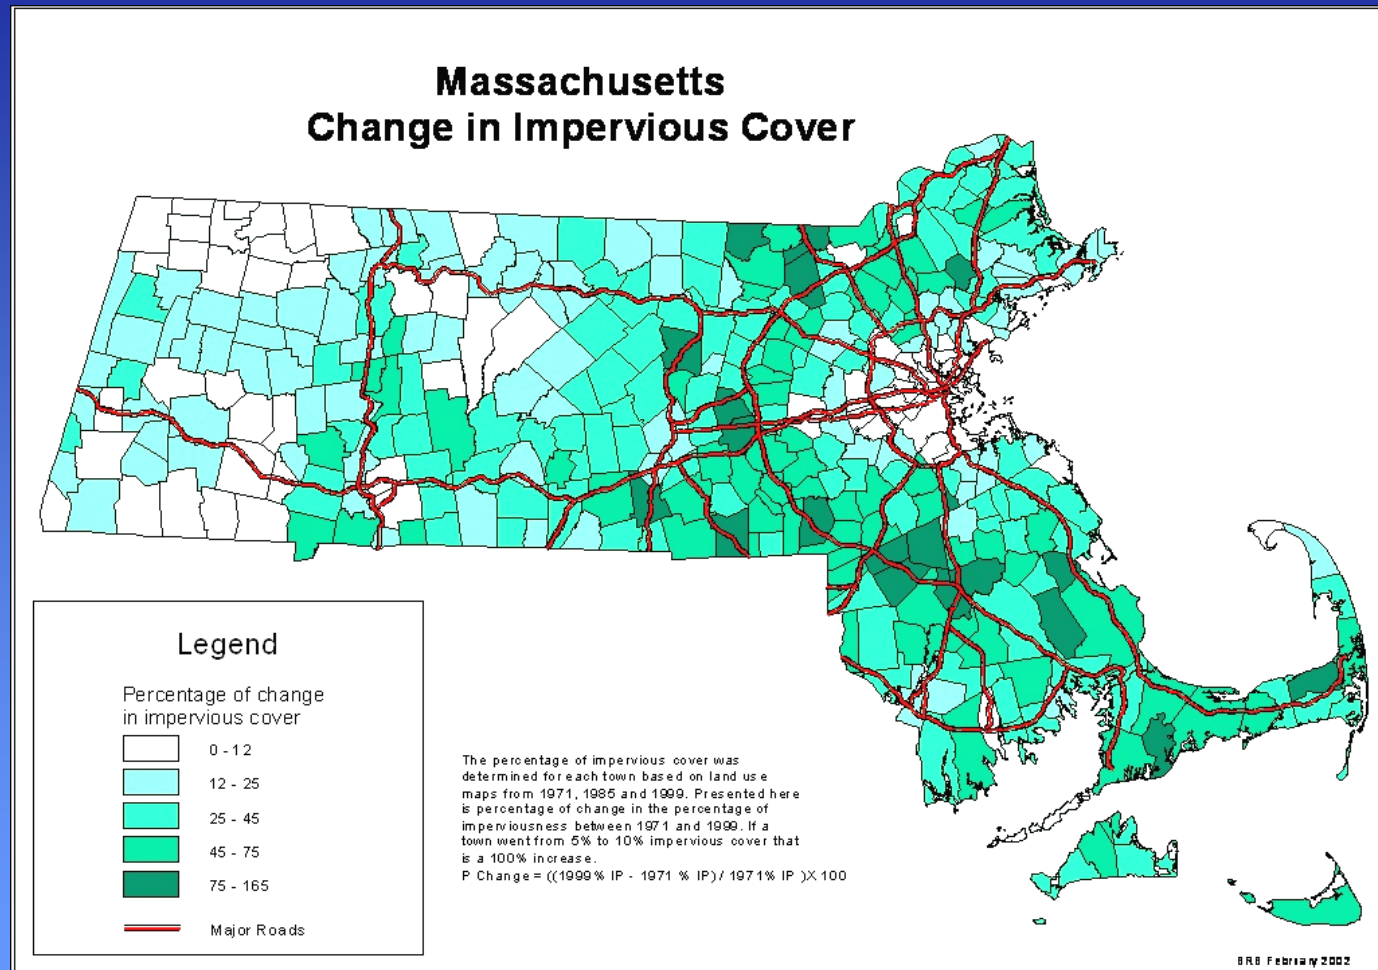 Massachusetts
Change in Impervious Cover
Legend
Percentage of change
in impervious cover
0 - 12
12 - 25
25 - 45
45 - 75
75 - 165
Major Roads
The percentage of impervious cover was
determined for each town based on land use
maps from 1971, 1985 and 1999. Presented here
is percentage of change in the percentage of
imperviousness between 1971 and 1999. If a
town went from 5% to 10% impervious cover that
is a 100% increase.
P Change = ((1999% IP - 1971 % IP) / 1971% IP )X 100
February 2002